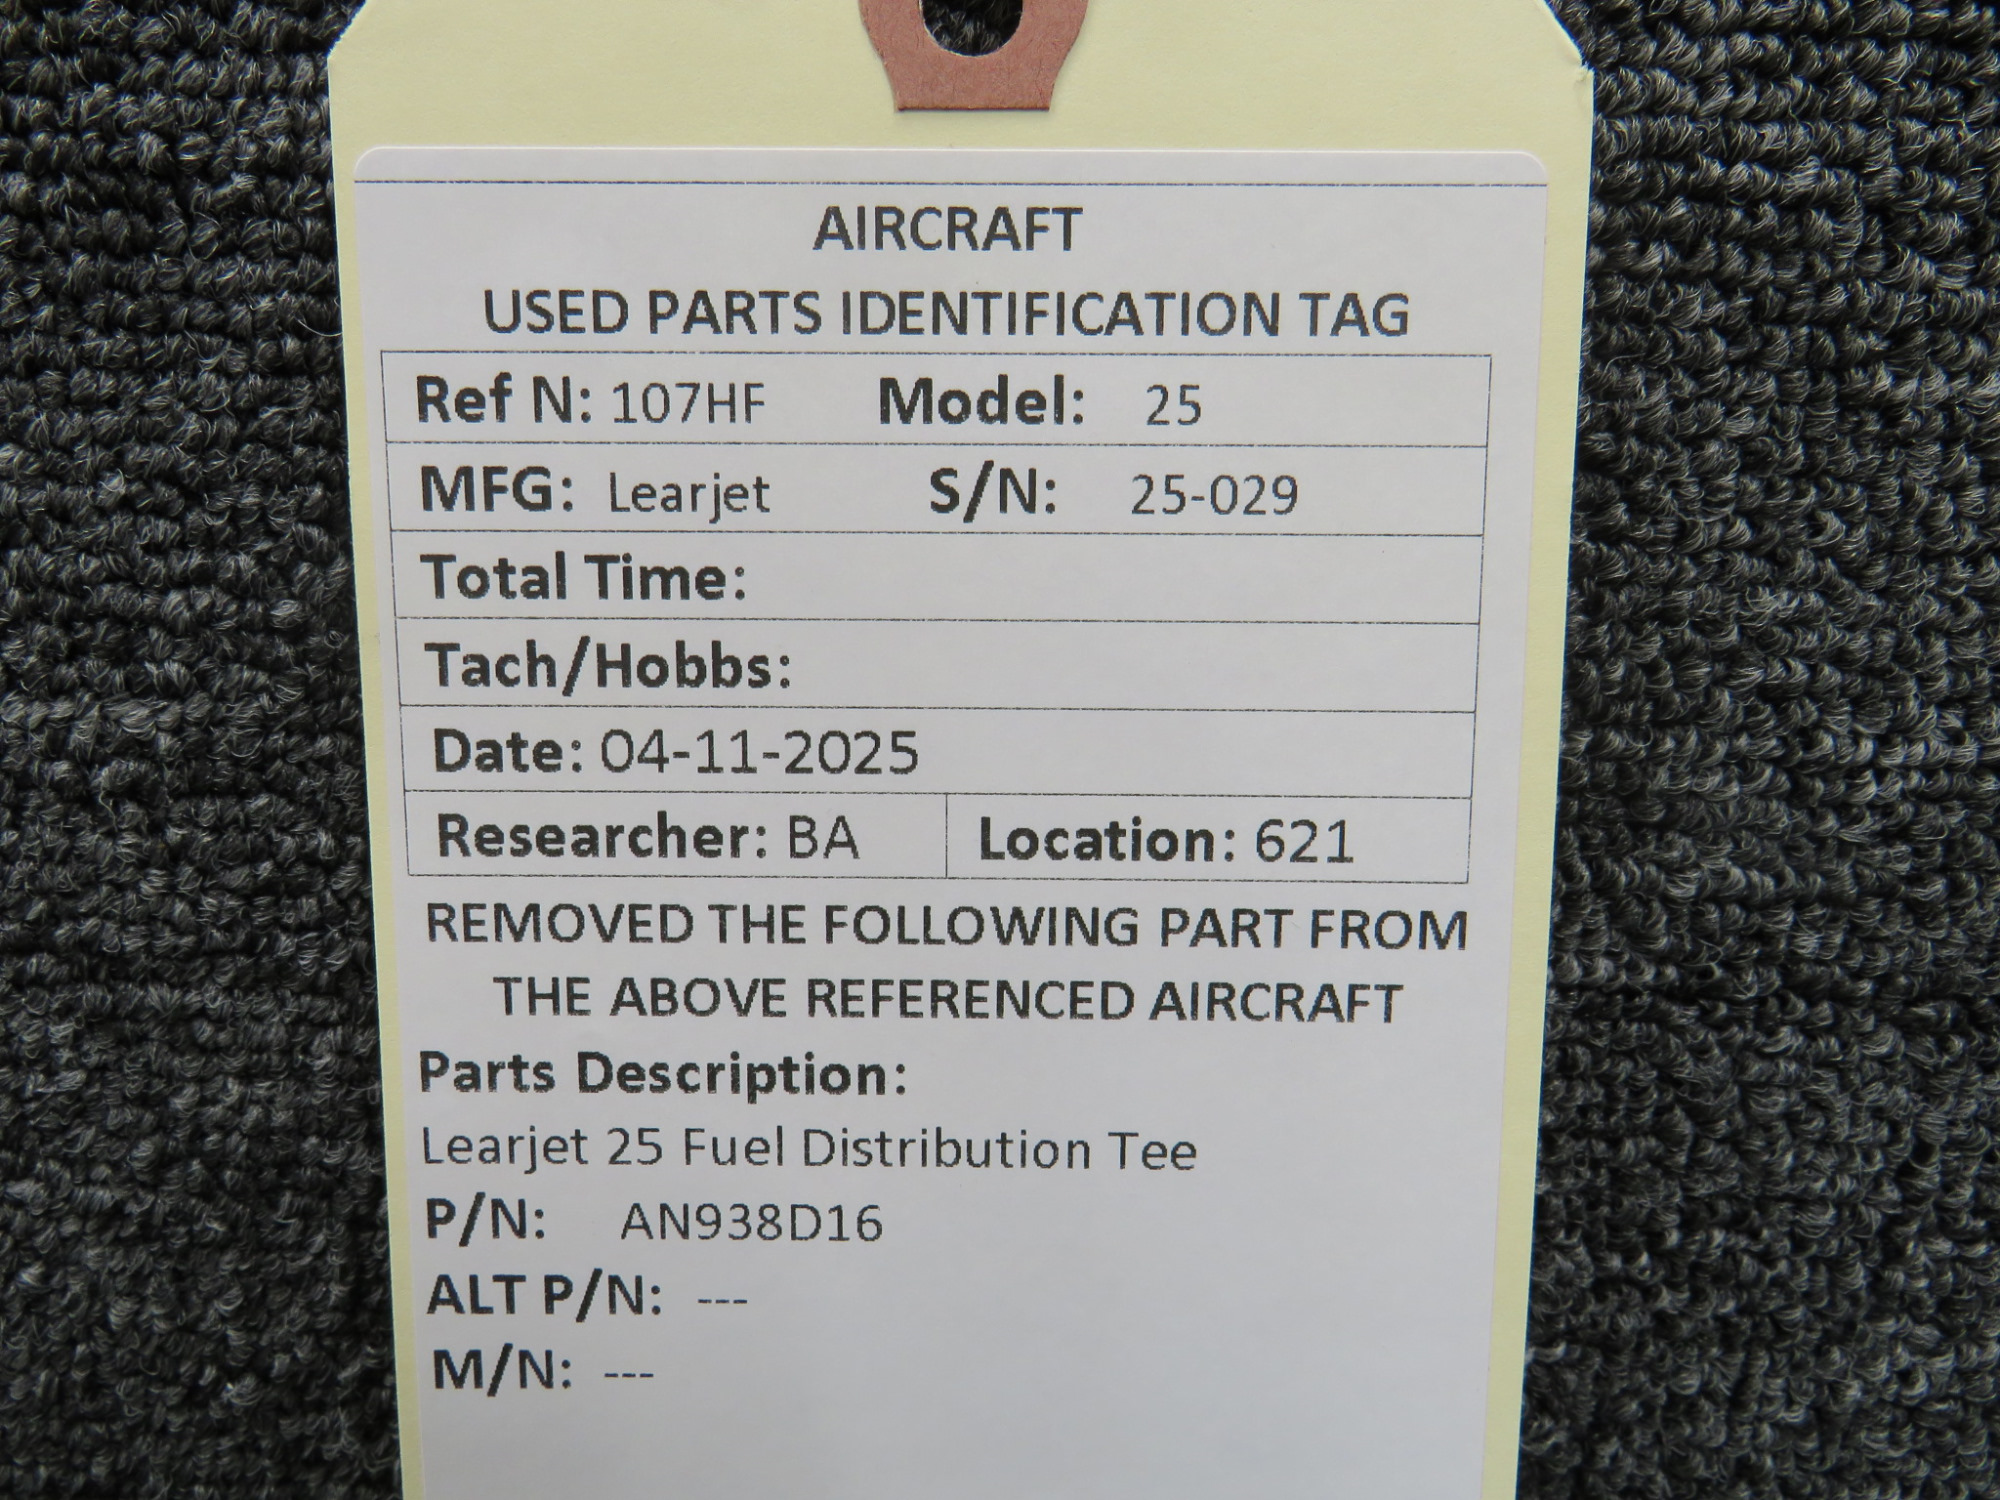 AIRCRAFT
USED PARTS IDENTIFICATION TAG
Ref N: 107HF Model: 25
MFG: Learjet S/N: 25-029
Total Time:
Tach/Hobbs:
Date: 04-11-2025
Researcher: BA Location: 621
REMOVED THE FOLLOWING PART FROM
THE ABOVE REFERENCED AIRCRAFT
Parts Description:
Learjet 25 Fuel Distribution Tee
P/N: AN938D16
ALT P/N: ---
M/N: ---